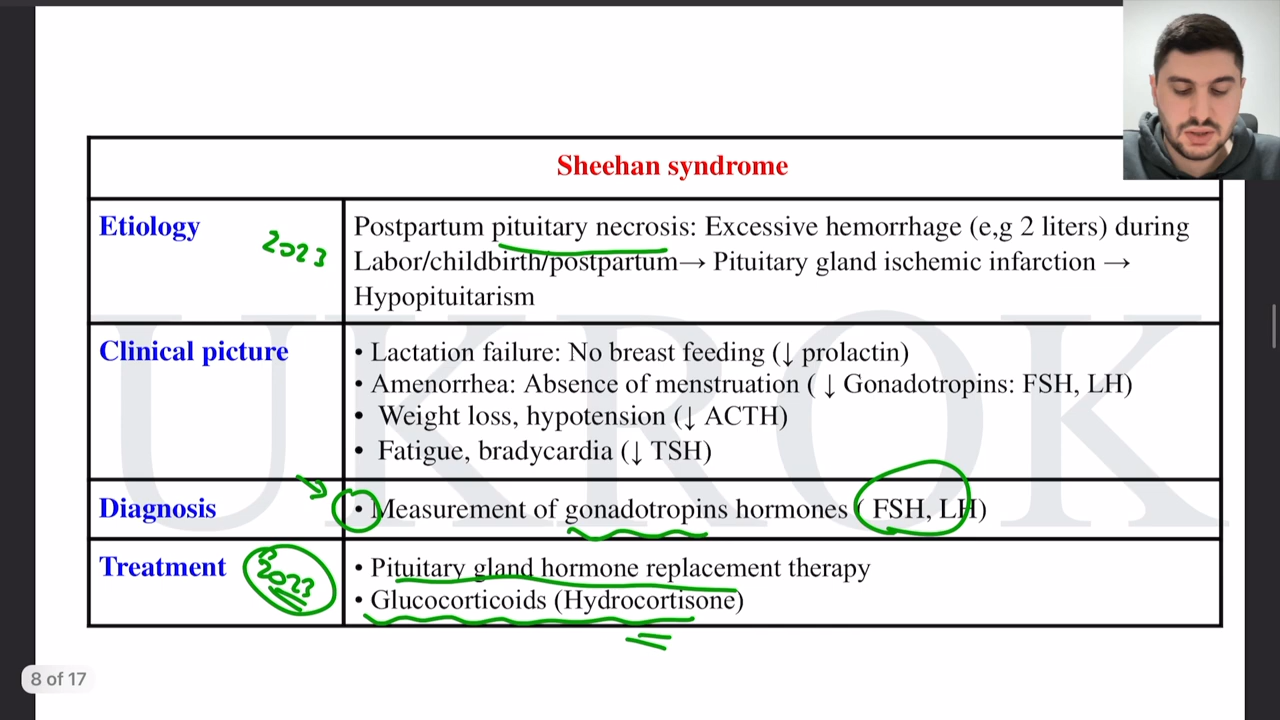 Sheehan syndrome
Etiology
2023
Postpartum pituitary necrosis: Excessive hemorrhage (e,g 2 liters) during
Labor/childbirth/postpartum→ Pituitary gland ischemic infarction →
Hypopituitarism
Clinical picture
• Lactation failure: No breast feeding (↓ prolactin)
• Amenorrhea: Absence of menstruation ( ↓ Gonadotropins: FSH, LH)
• Weight loss, hypotension (↓ ACTH)
• Fatigue, bradycardia (↓ TSH)
Diagnosis
• Measurement of gonadotropins hormones ( FSH, LH)
Treatment
2023
• Pituitary gland hormone replacement therapy
• Glucocorticoids (Hydrocortisone)
UKROK
8 of 17